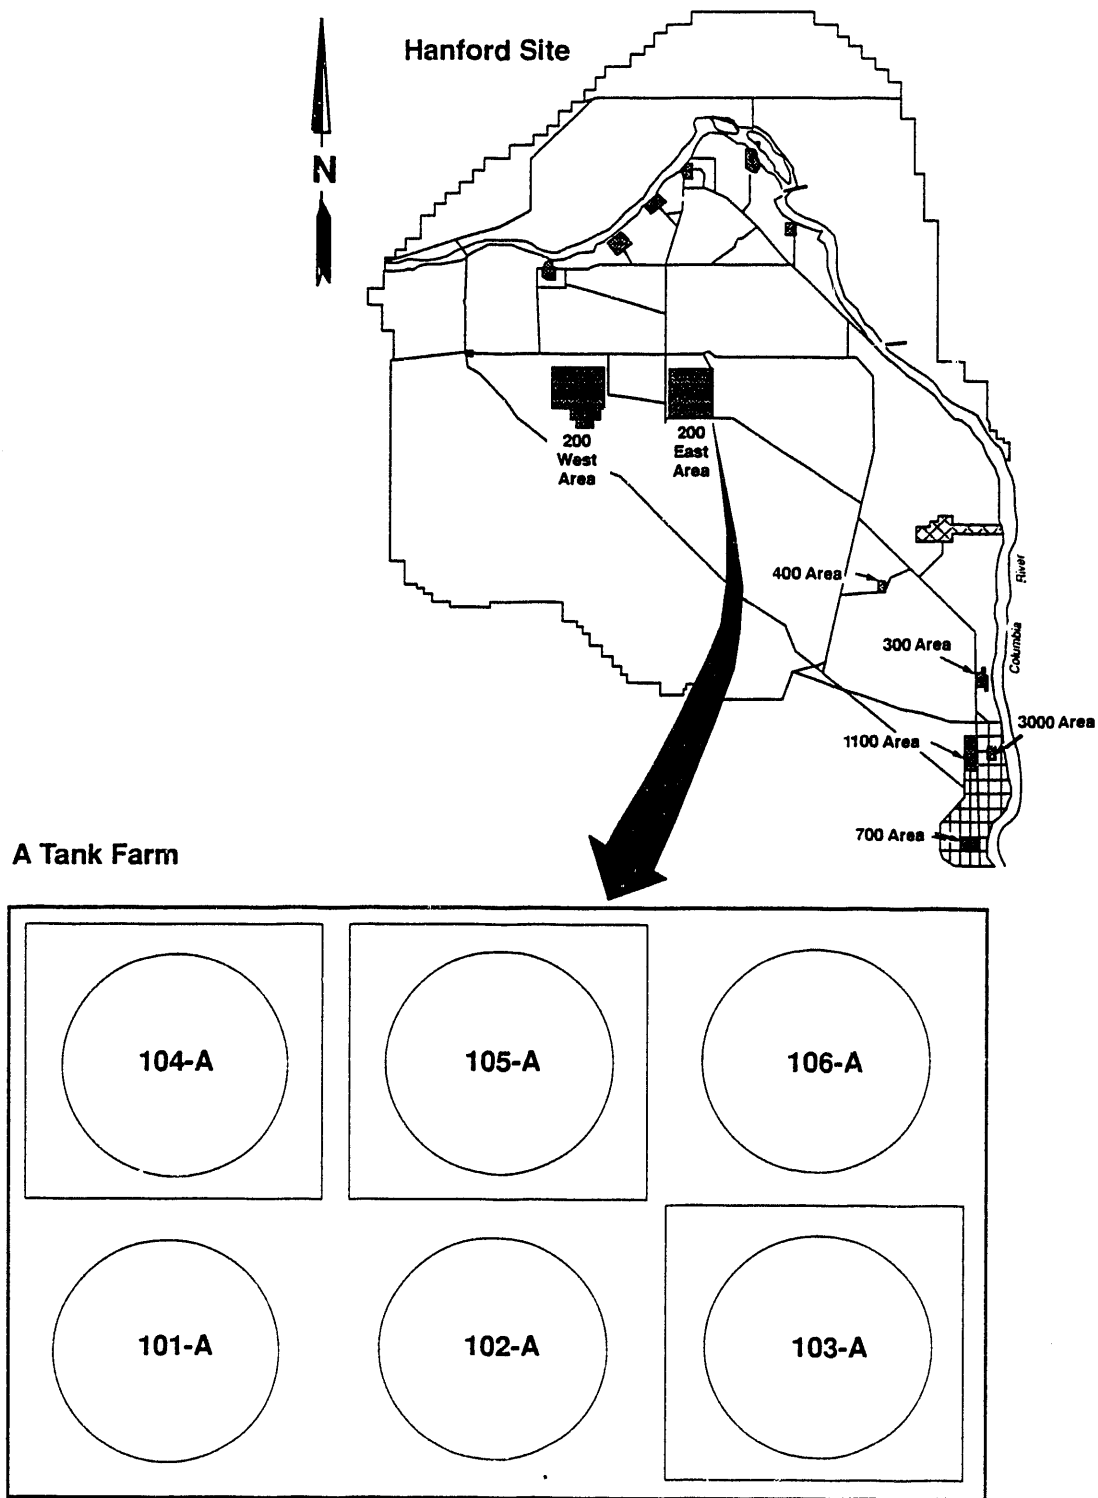 Hanford Site
N
200
West
Area
200
East
Area
400 Area
River
Columbia
300 Area
3000 Area
1100 Area
700 Area
A Tank Farm
104-A
105-A
106-A
101-A
102-A
103-A